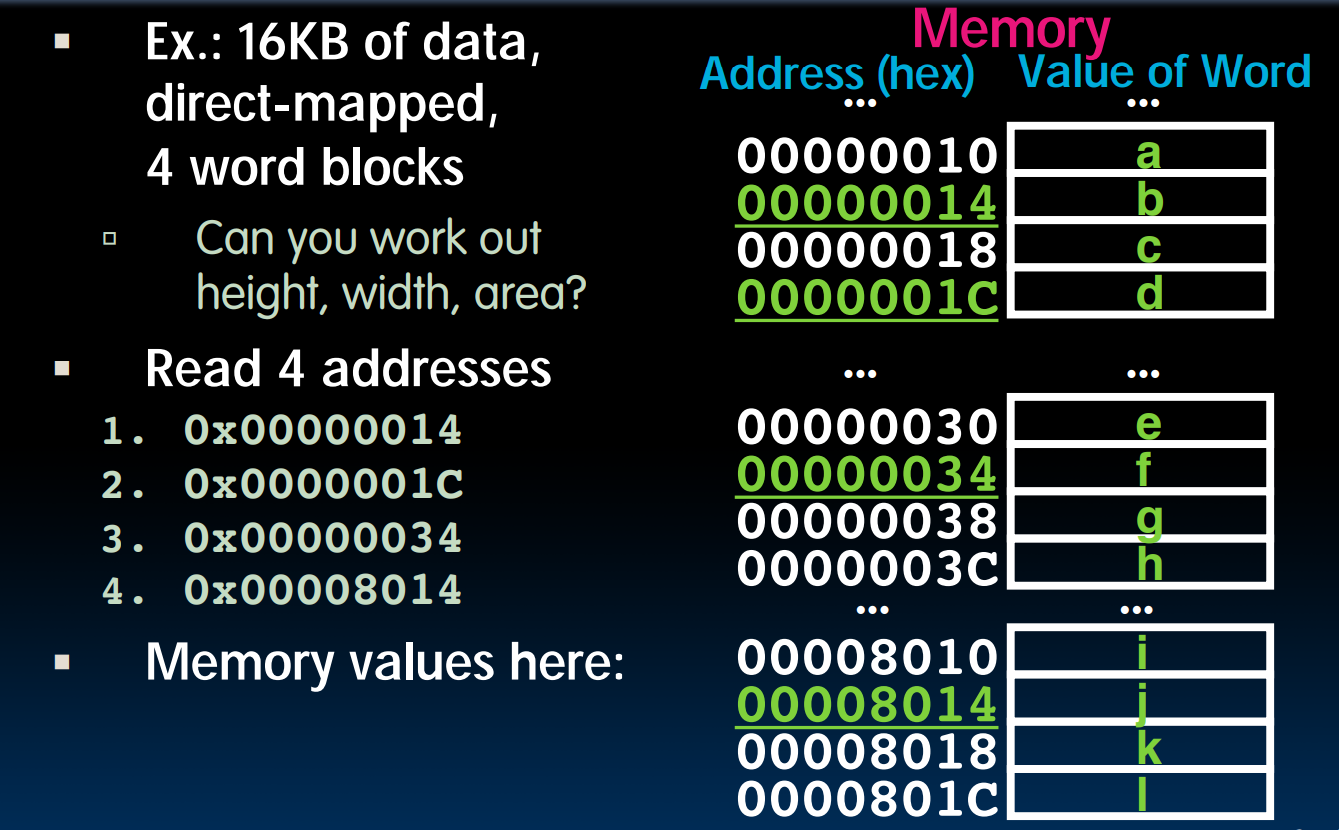 Ex.: 16KB of data,
direct-mapped,
4 word blocks
Can you work out
height, width, area?
Read 4 addresses
1. 0x00000014
2. 0x0000001C
3. 0x00000034
4. 0x00008014
Memory values here:
Memory
Address (hex) Value of Word
... ...
00000010 a
00000014 b
00000018 c
0000001C d
... ...
00000030 e
00000034 f
00000038 g
0000003C h
... ...
00008010 i
00008014 j
00008018 k
0000801C l